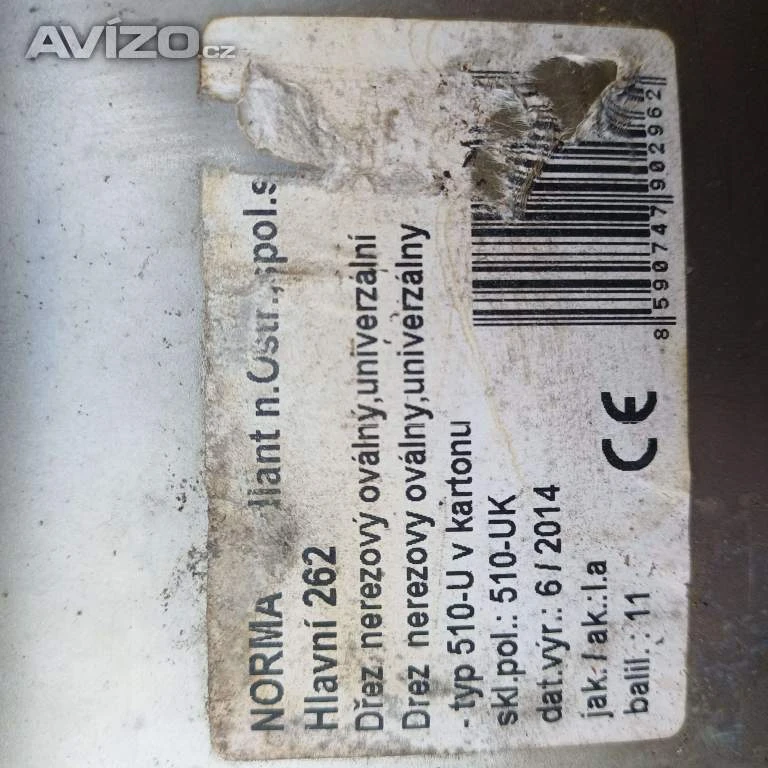 AVÍZO.cz
NORMA
Hlavní 262
Dřez nerezový oválný,univerzální
Drez nerezovy oválny,univerzálny
- typ 510-U v kartonu
skl.pol.: 510-UK
dat.výr.: 6 / 2014
jak./ ak.:I.a
balil. : 11
CE
8 590747 902962